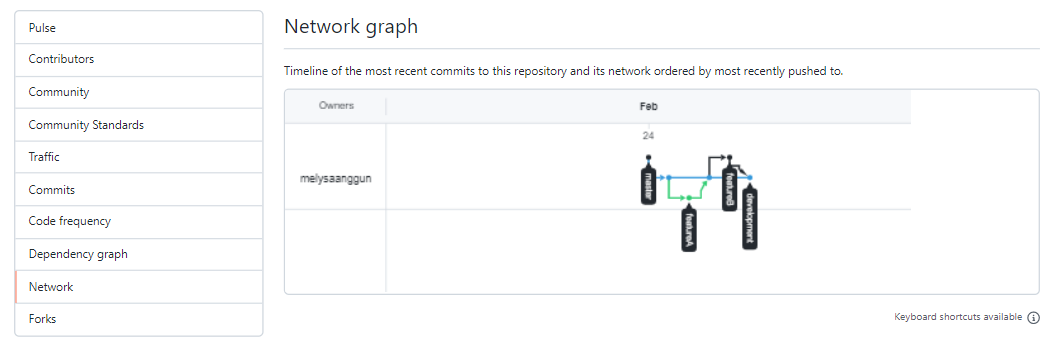 Pulse
Contributors
Community
Community Standards
Traffic
Commits
Code frequency
Dependency graph
Network
Forks
Network graph
Timeline of the most recent commits to this repository and its network ordered by most recently pushed to.
Owners
Feb
24
melysaanggun
master
featureA
featureB
development
Keyboard shortcuts available